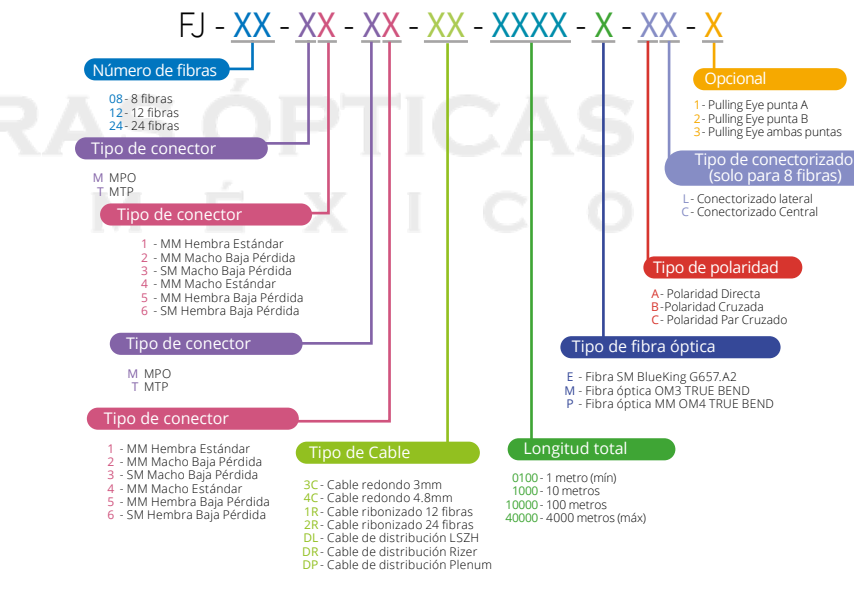 FJ - XX - XX - XX - XX - XXXX - X - XX - X
Número de fibras
08 - 8 fibras
12 - 12 fibras
24 - 24 fibras
Tipo de conector
M MPO
T MTP
Tipo de conector
1 - MM Hembra Estándar
2 - MM Macho Baja Pérdida
3 - SM Macho Baja Pérdida
4 - MM Macho Estándar
5 - MM Hembra Baja Pérdida
6 - SM Hembra Baja Pérdida
Tipo de conector
M MPO
T MTP
Tipo de conector
1 - MM Hembra Estándar
2 - MM Macho Baja Pérdida
3 - SM Macho Baja Pérdida
4 - MM Macho Estándar
5 - MM Hembra Baja Pérdida
6 - SM Hembra Baja Pérdida
Tipo de Cable
3C - Cable redondo 3mm
4C - Cable redondo 4.8mm
1R - Cable ribonizado 12 fibras
2R - Cable ribonizado 24 fibras
DL - Cable de distribución LSZH
DR - Cable de distribución Rizer
DP - Cable de distribución Plenum
Longitud total
0100 - 1 metro (mín)
1000 - 10 metros
10000 - 100 metros
40000 - 4000 metros (máx)
Tipo de fibra óptica
E - Fibra SM BlueKing G657.A2
M - Fibra óptica OM3 TRUE BEND
P - Fibra óptica MM OM4 TRUE BEND
Tipo de polaridad
A - Polaridad Directa
B -Polaridad Cruzada
C - Polaridad Par Cruzado
Tipo de conectorizado
(solo para 8 fibras)
L - Conectorizado lateral
C - Conectorizado Central
Opcional
1 - Pulling Eye punta A
2 - Pulling Eye punta B
3 - Pulling Eye ambas puntas
ÓPTICAS
MÉXICO